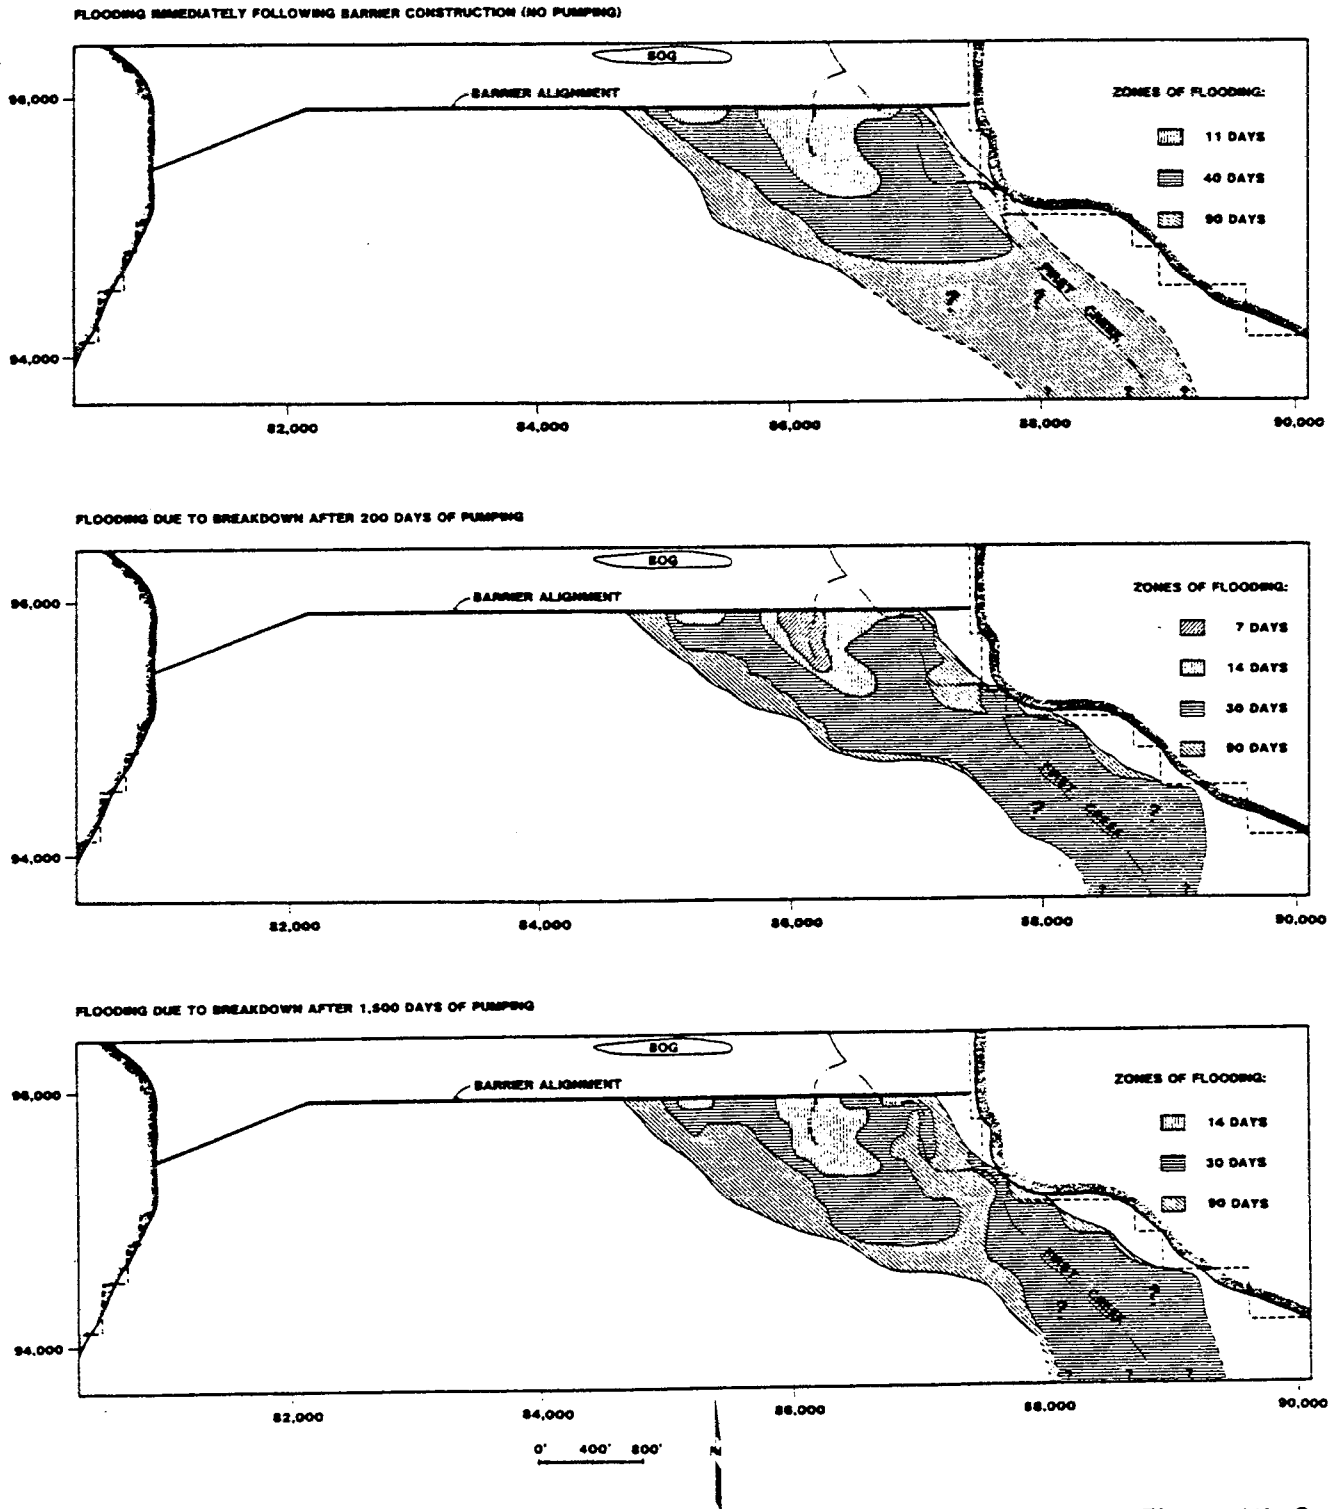 FLOODING IMMEDIATELY FOLLOWING BARRIER CONSTRUCTION (NO PUMPING)
BOG
BARRIER ALIGNMENT
96,000
ZONES OF FLOODING:
11 DAYS
40 DAYS
90 DAYS
FIRST CREEK
? ?
94,000
? ? ?
82,000 84,000 86,000 88,000 90,000
FLOODING DUE TO BREAKDOWN AFTER 200 DAYS OF PUMPING
BOG
BARRIER ALIGNMENT
96,000
ZONES OF FLOODING:
7 DAYS
14 DAYS
30 DAYS
90 DAYS
FIRST CREEK
? ?
94,000
? ?
82,000 84,000 86,000 88,000 90,000
FLOODING DUE TO BREAKDOWN AFTER 1,500 DAYS OF PUMPING
BOG
BARRIER ALIGNMENT
96,000
ZONES OF FLOODING:
14 DAYS
30 DAYS
90 DAYS
FIRST CREEK
? ?
94,000
? ? ?
82,000 84,000 86,000 88,000 90,000
0' 400' 800'
N